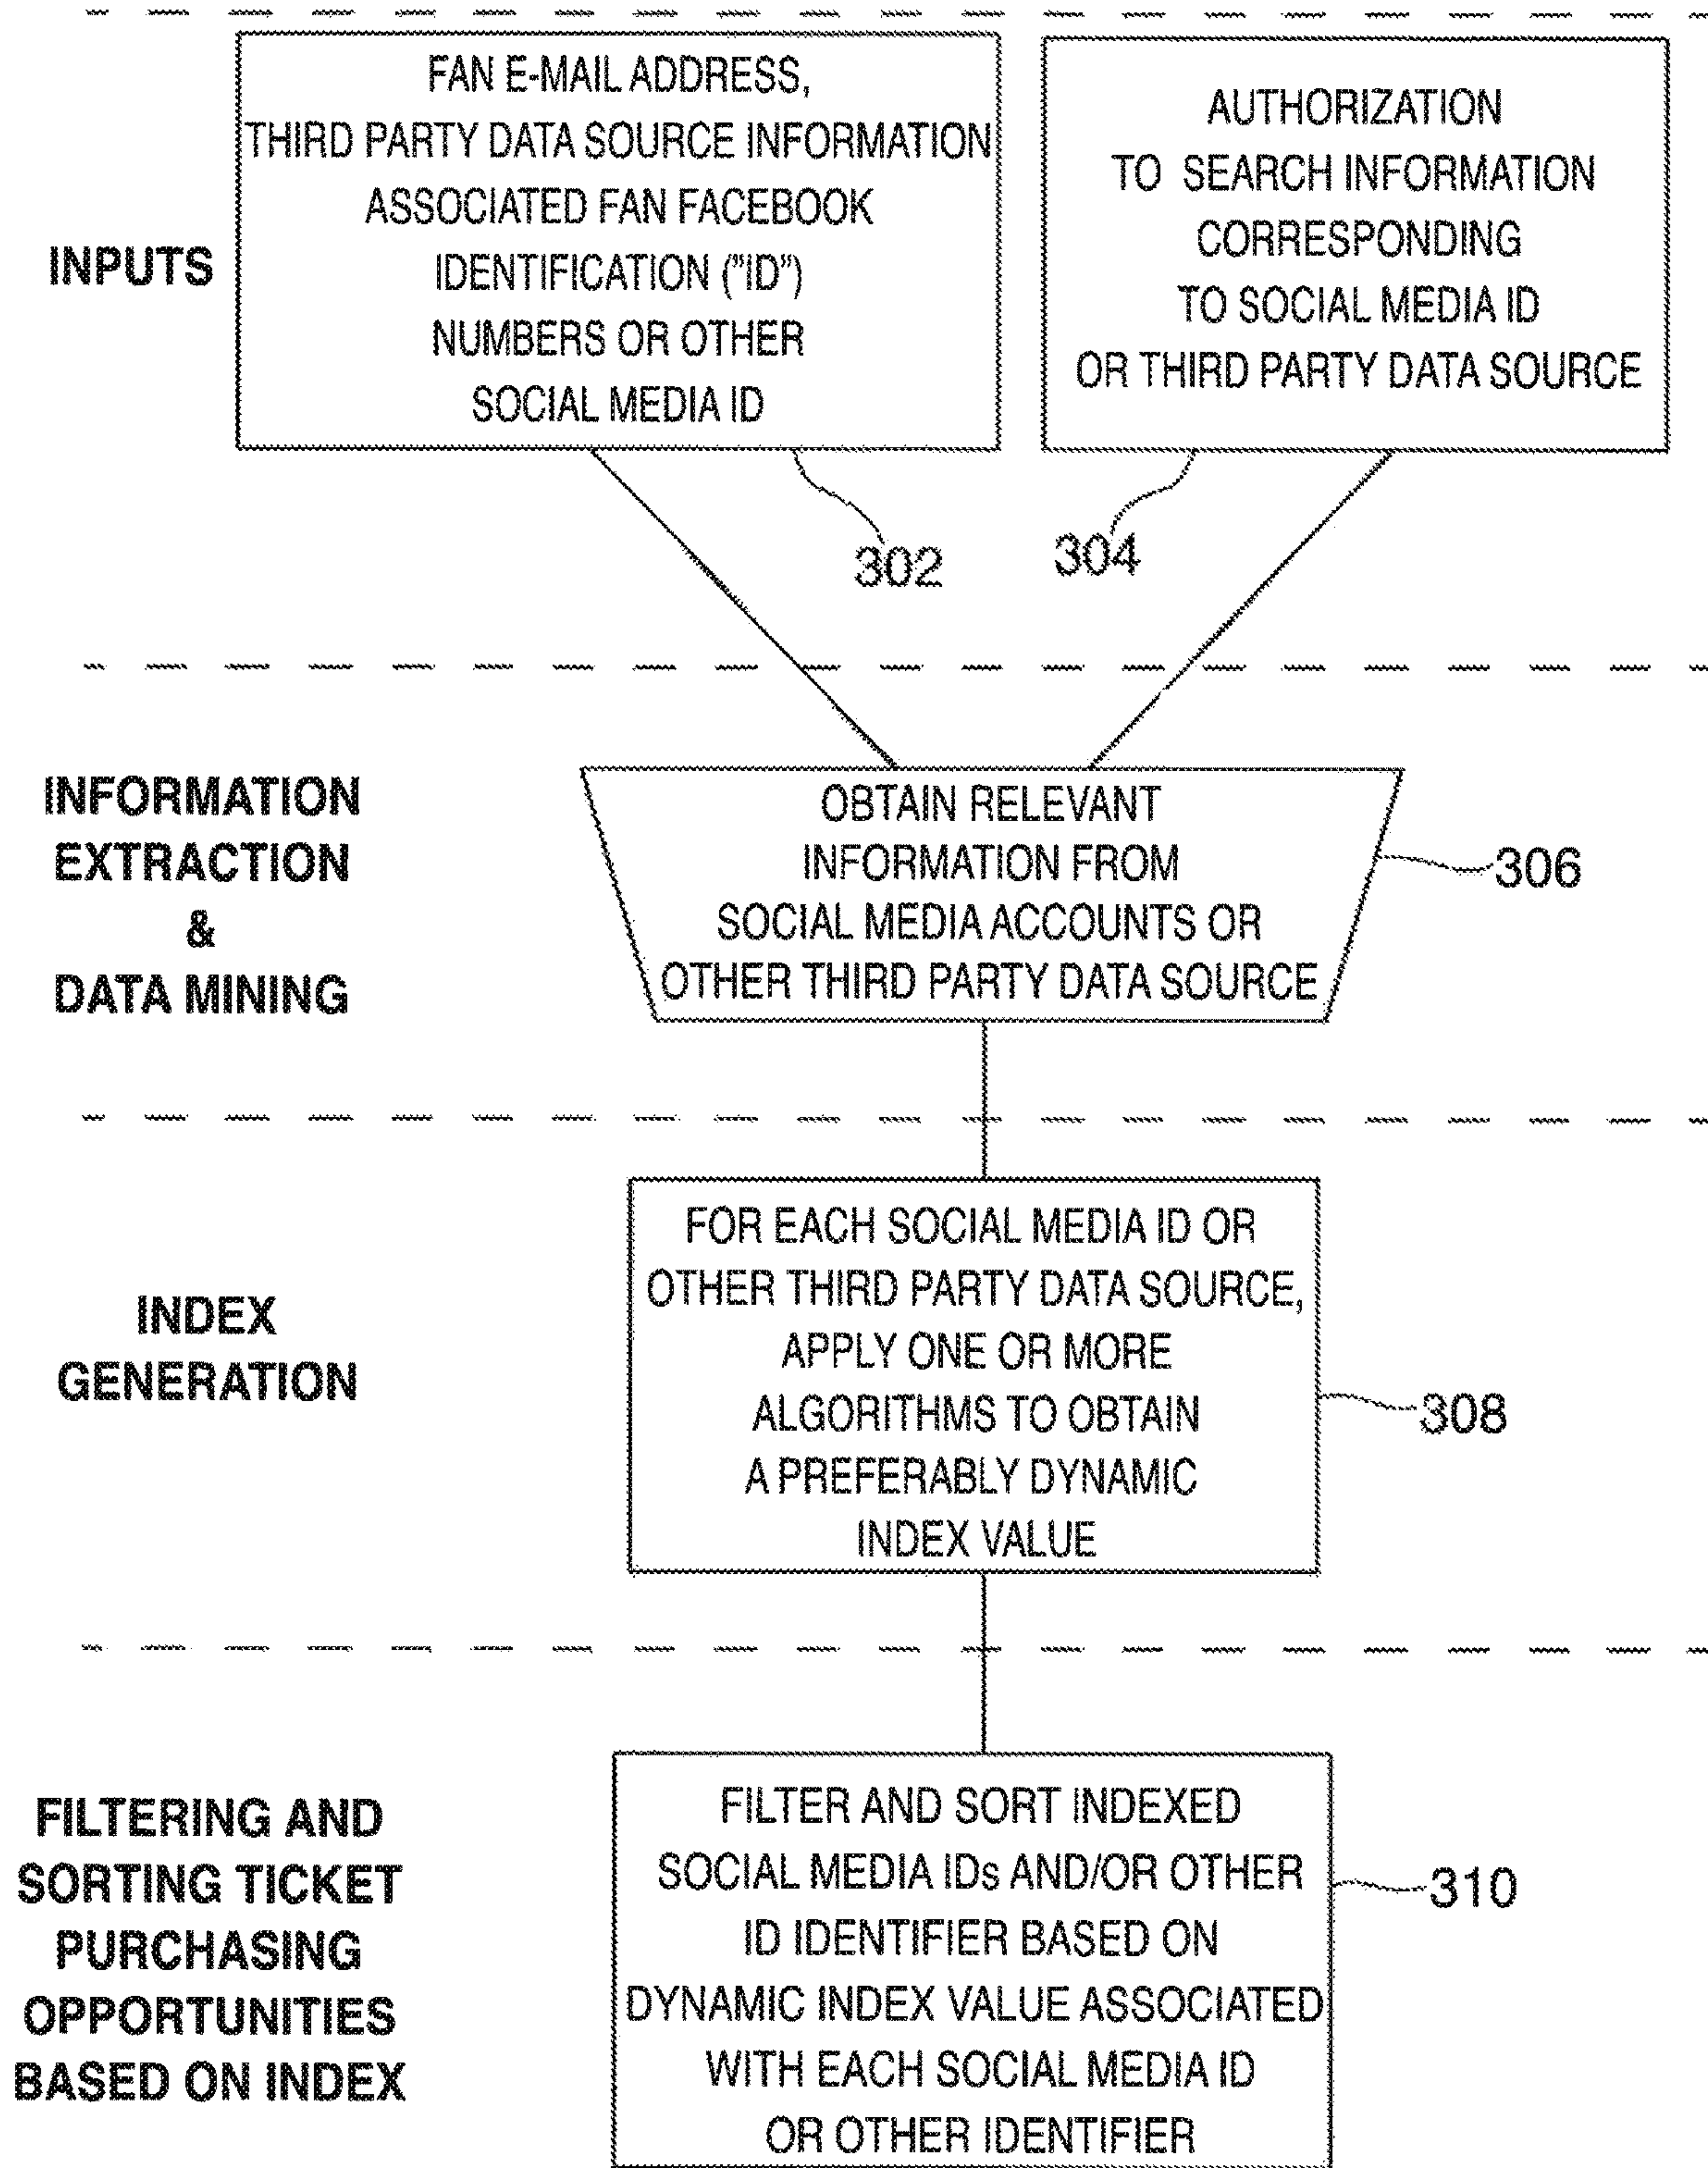 INPUTS
FAN E-MAIL ADDRESS,
THIRD PARTY DATA SOURCE INFORMATION
ASSOCIATED FAN FACEBOOK
IDENTIFICATION ("ID")
NUMBERS OR OTHER
SOCIAL MEDIA ID
302
AUTHORIZATION
TO SEARCH INFORMATION
CORRESPONDING
TO SOCIAL MEDIA ID
OR THIRD PARTY DATA SOURCE
304
INFORMATION
EXTRACTION
&
DATA MINING
OBTAIN RELEVANT
INFORMATION FROM
SOCIAL MEDIA ACCOUNTS OR
OTHER THIRD PARTY DATA SOURCE
306
INDEX
GENERATION
FOR EACH SOCIAL MEDIA ID OR
OTHER THIRD PARTY DATA SOURCE,
APPLY ONE OR MORE
ALGORITHMS TO OBTAIN
A PREFERABLY DYNAMIC
INDEX VALUE
308
FILTERING AND
SORTING TICKET
PURCHASING
OPPORTUNITIES
BASED ON INDEX
FILTER AND SORT INDEXED
SOCIAL MEDIA IDs AND/OR OTHER
ID IDENTIFIER BASED ON
DYNAMIC INDEX VALUE ASSOCIATED
WITH EACH SOCIAL MEDIA ID
OR OTHER IDENTIFIER
310